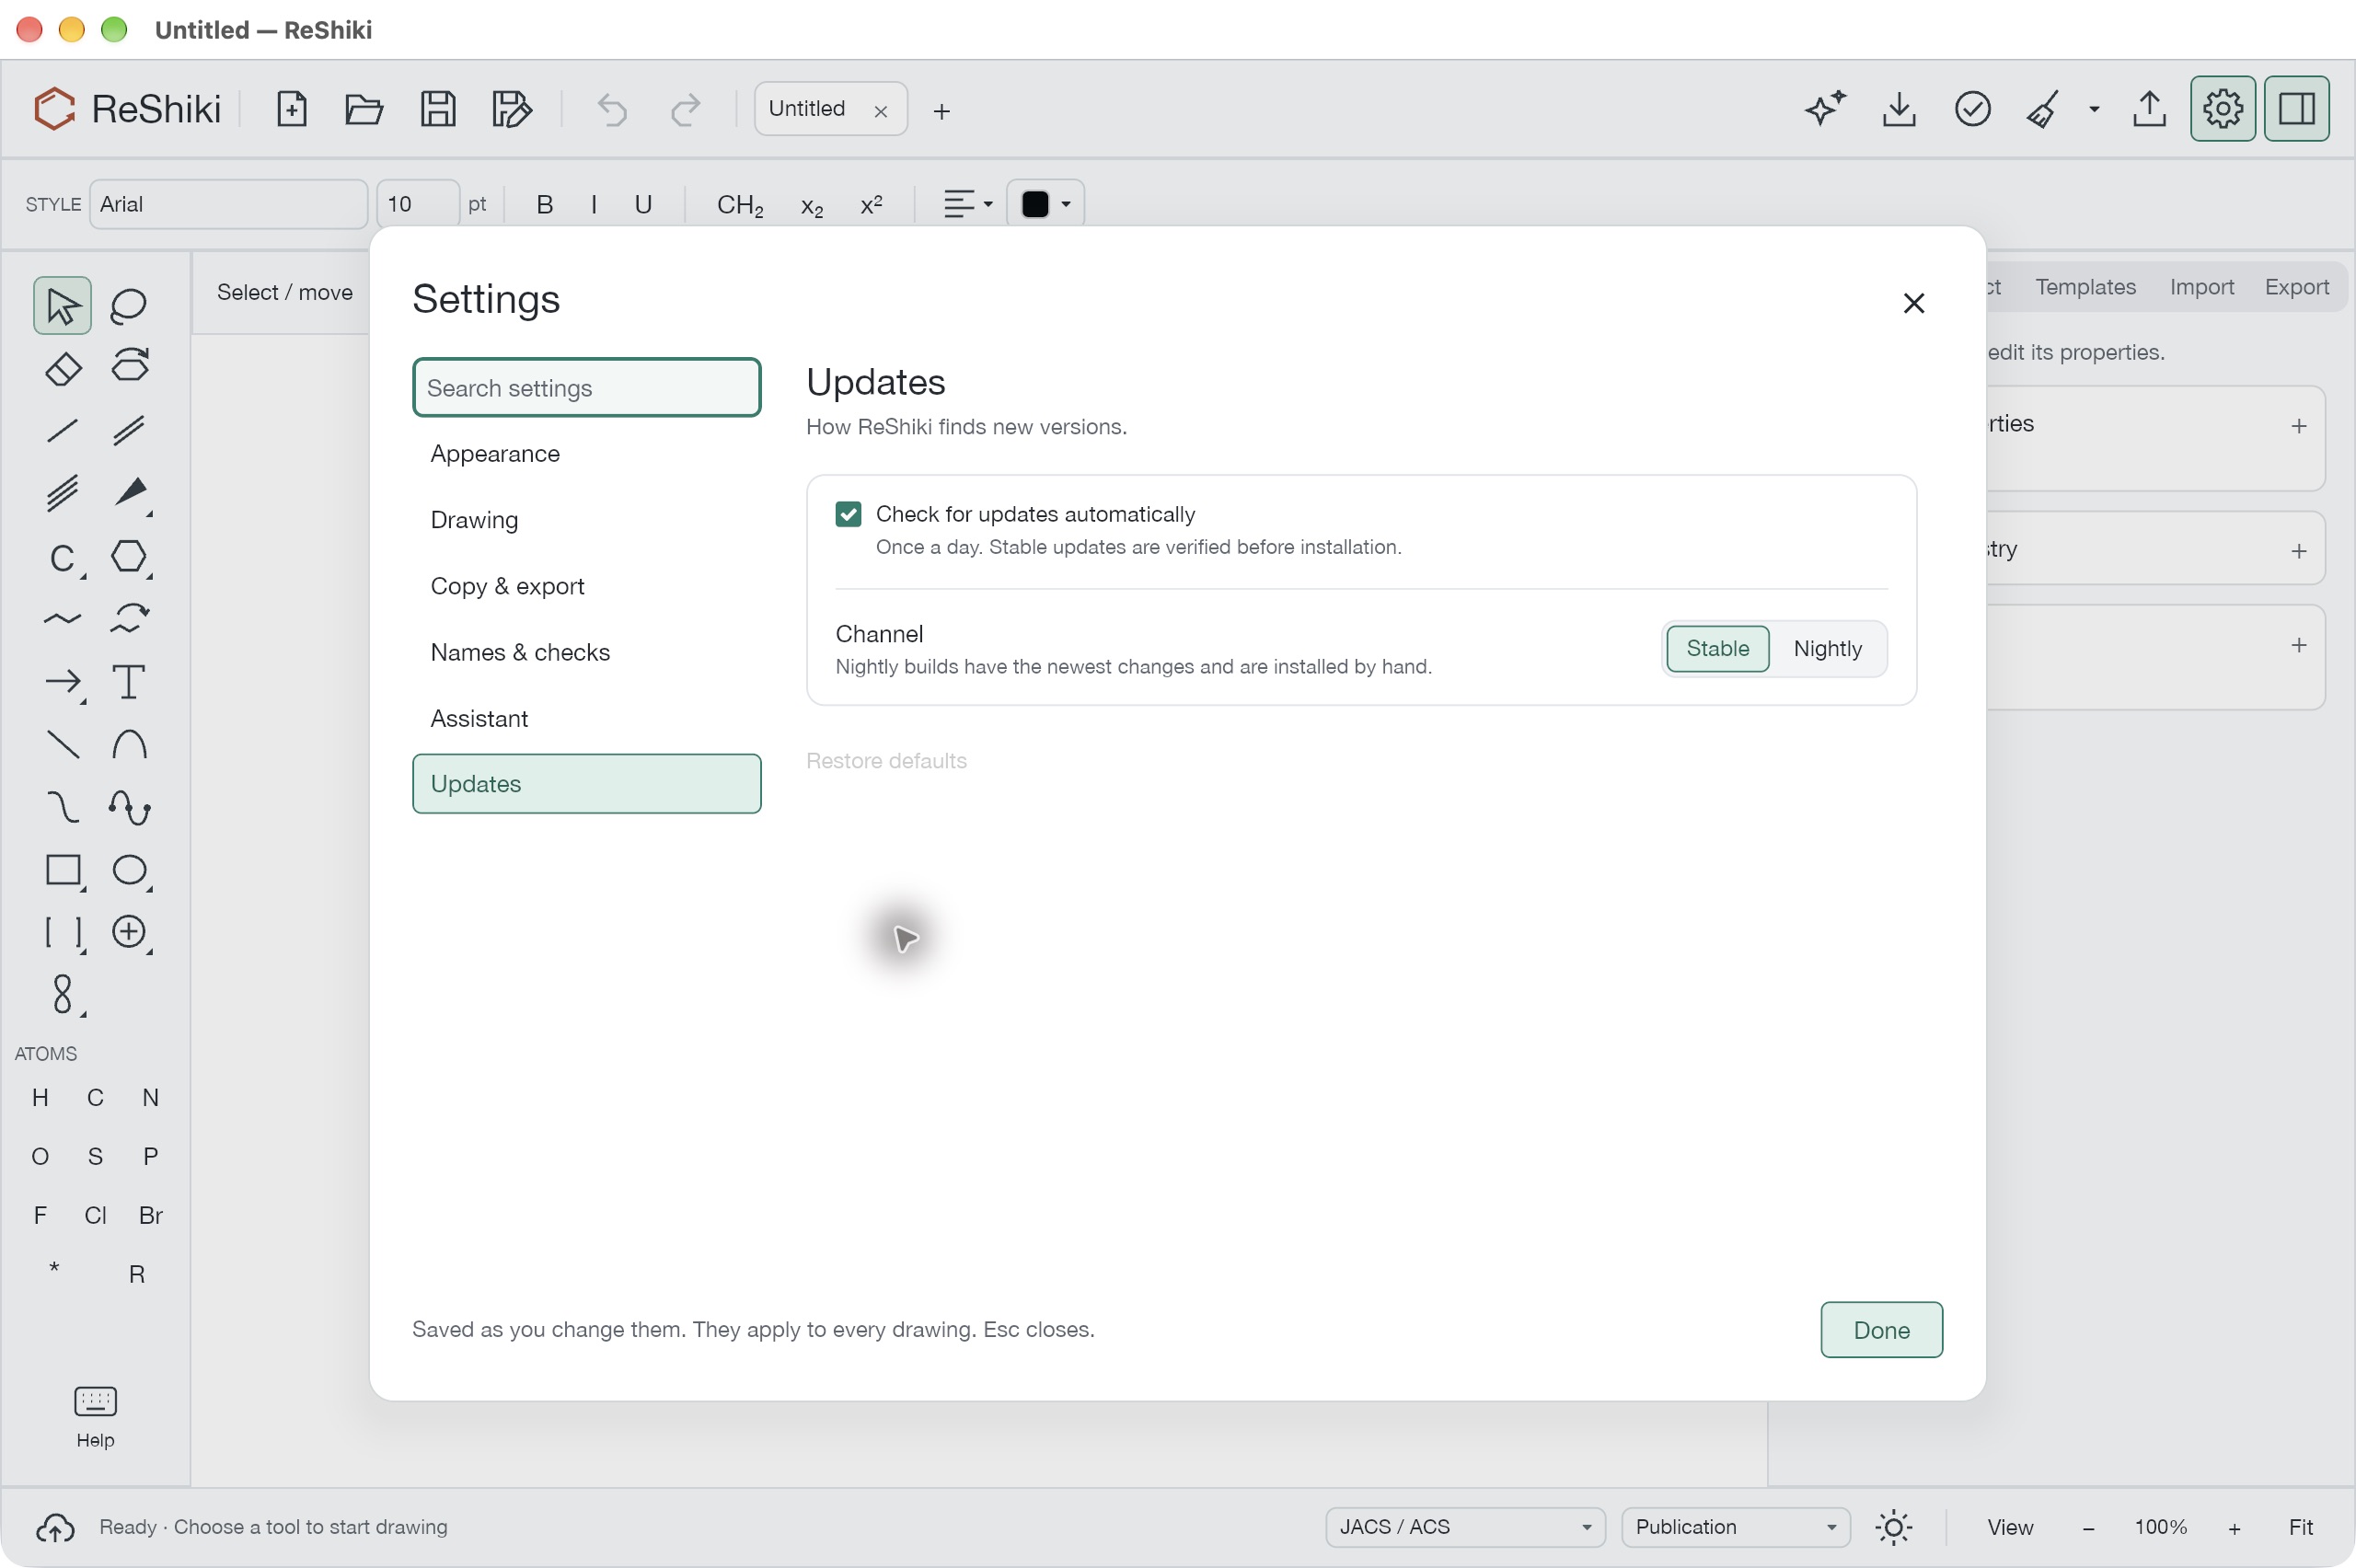 Untitled — ReShiki
ReShiki
Untitled
STYLE Arial 10 pt B I U CH₂ x₂ x²
Select / move
ct Templates Import Export
edit its properties.
rties
stry
Settings
Search settings
Appearance
Drawing
Copy & export
Names & checks
Assistant
Updates
Updates
How ReShiki finds new versions.
Check for updates automatically
Once a day. Stable updates are verified before installation.
Channel
Nightly builds have the newest changes and are installed by hand.
Stable Nightly
Restore defaults
Saved as you change them. They apply to every drawing. Esc closes.
Done
C
T
[ ]
ATOMS
H C N
O S P
F Cl Br
* R
Help
Ready · Choose a tool to start drawing
JACS / ACS
Publication
View – 100% + Fit